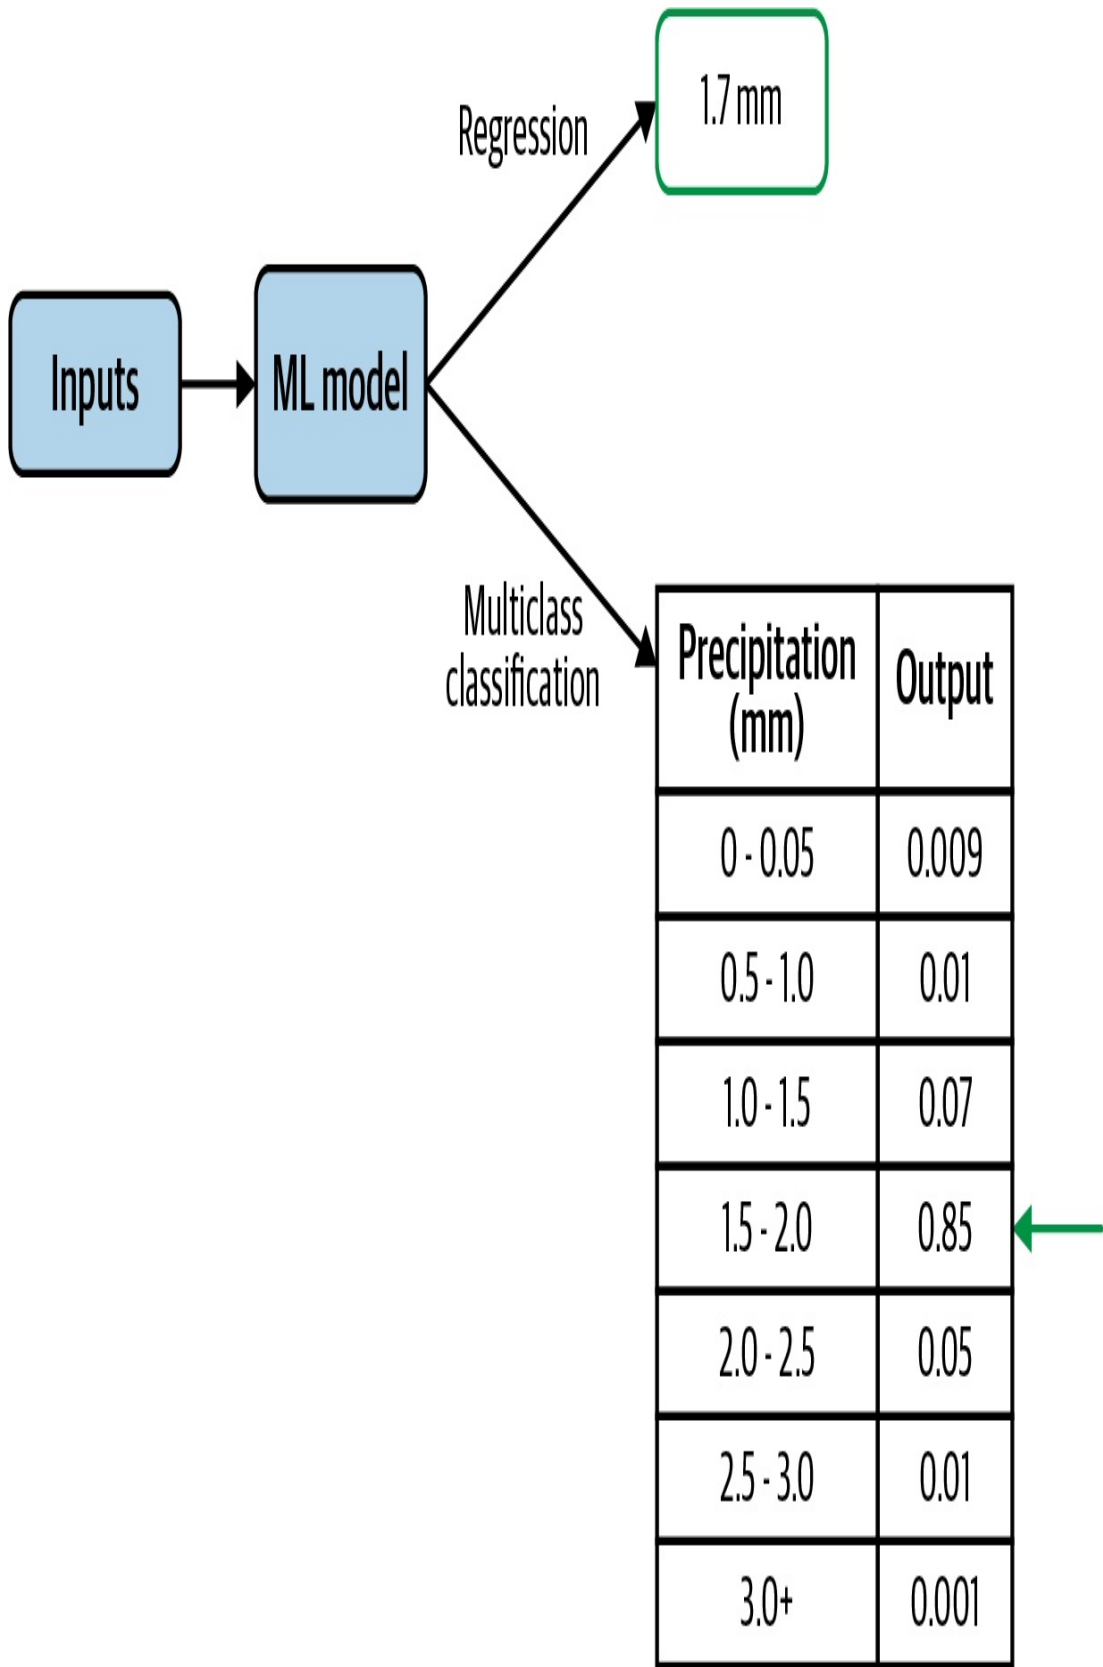 1.7 mm
Regression
Inputs
ML model
Multiclass
classification
Precipitation
(mm)
Output
0 - 0.05
0.009
0.5 - 1.0
0.01
1.0 - 1.5
0.07
1.5 - 2.0
0.85
2.0 - 2.5
0.05
2.5 - 3.0
0.01
3.0+
0.001